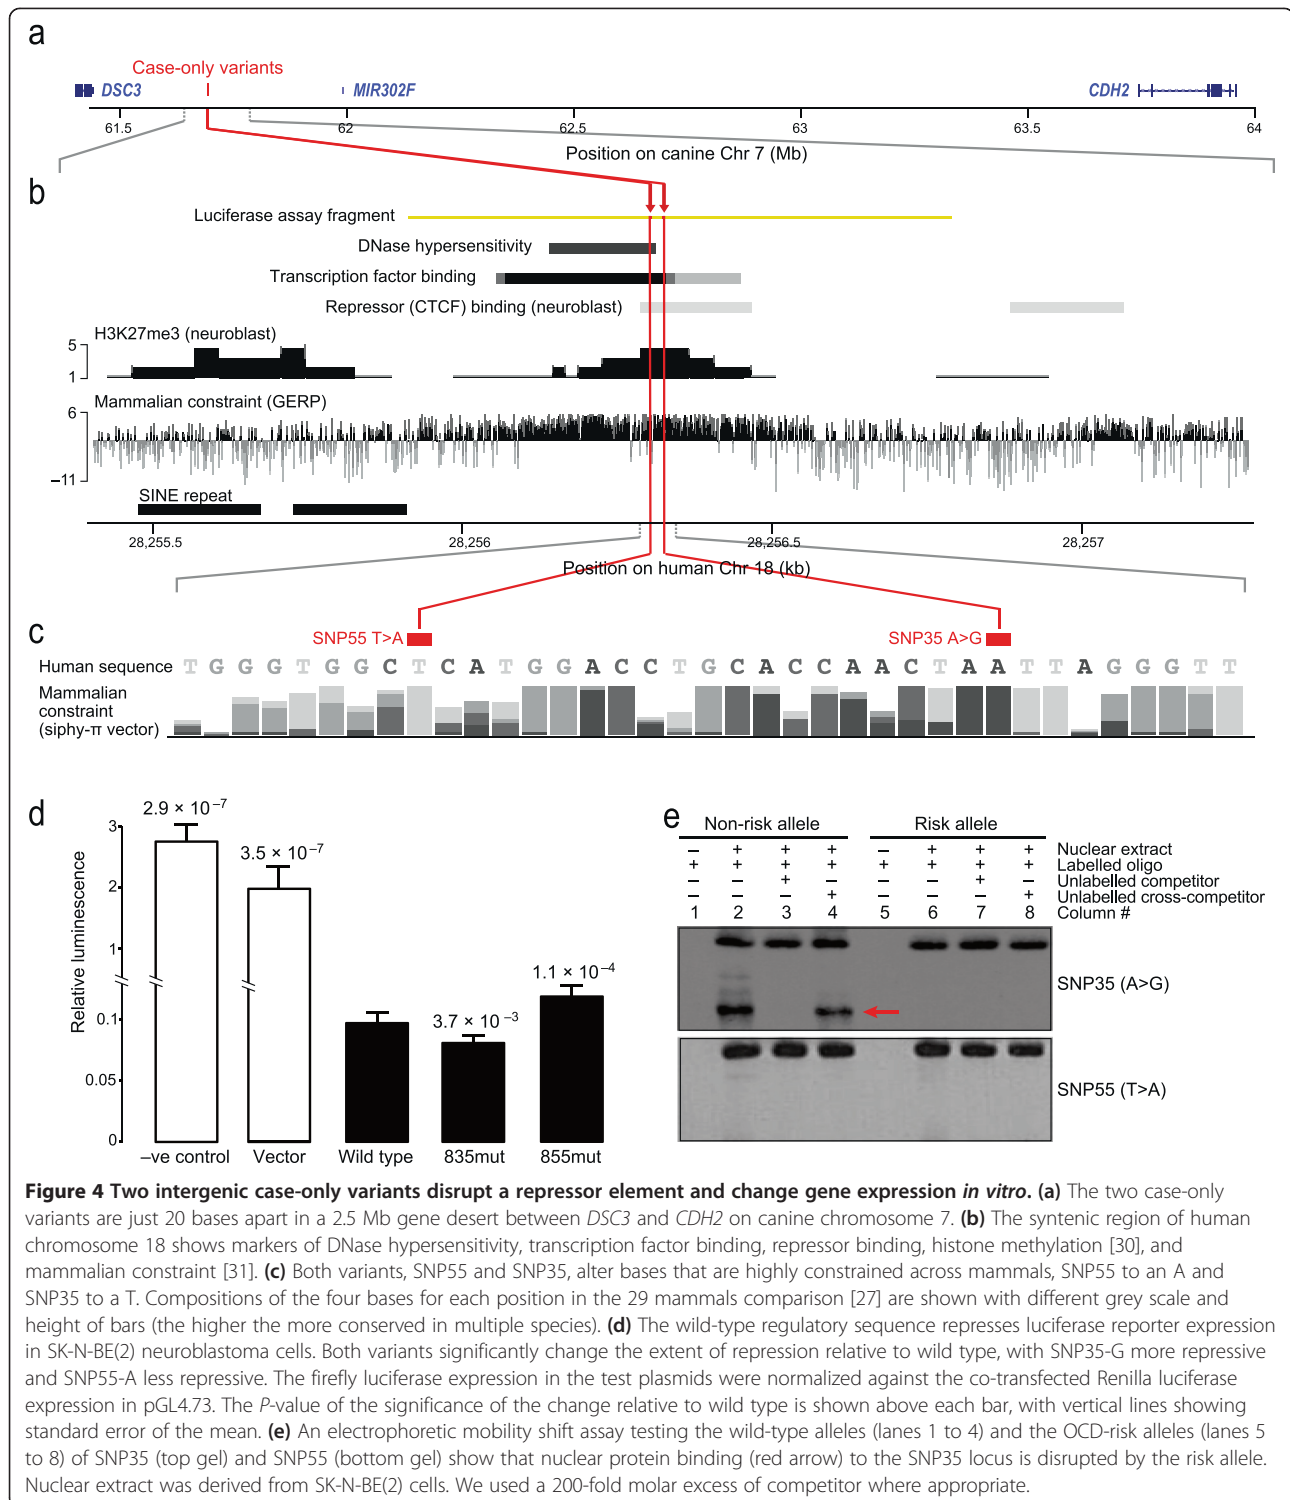 a
Case-only variants
DSC3
MIR302F
CDH2
61.5 62 62.5 63 63.5 64
Position on canine Chr 7 (Mb)
b
Luciferase assay fragment
DNase hypersensitivity
Transcription factor binding
Repressor (CTCF) binding (neuroblast)
H3K27me3 (neuroblast)
5
1
Mammalian constraint (GERP)
6
–11
SINE repeat
28,255.5 28,256 28,256.5 28,257
Position on human Chr 18 (kb)
c
SNP55 T>A SNP35 A>G
Human sequence T G G G T G G C T C A T G G A C C T G C A C C A A C T A A T T A G G G T T
Mammalian
constraint
(siphy-π vector)
d
Relative luminescence
3
2
1
0.1
0.05
0
2.9 × 10⁻⁷
3.5 × 10⁻⁷
3.7 × 10⁻³
1.1 × 10⁻⁴
–ve control Vector Wild type 835mut 855mut
e
Non-risk allele Risk allele
– + + + – + + + Nuclear extract
+ + + + + + + + Labelled oligo
– – + – – – + – Unlabelled competitor
– – – + – – – + Unlabelled cross-competitor
1 2 3 4 5 6 7 8 Column #
SNP35 (A>G)
SNP55 (T>A)
Figure 4 Two intergenic case-only variants disrupt a repressor element and change gene expression in vitro. (a) The two case-only
variants are just 20 bases apart in a 2.5 Mb gene desert between DSC3 and CDH2 on canine chromosome 7. (b) The syntenic region of human
chromosome 18 shows markers of DNase hypersensitivity, transcription factor binding, repressor binding, histone methylation [30], and
mammalian constraint [31]. (c) Both variants, SNP55 and SNP35, alter bases that are highly constrained across mammals, SNP55 to an A and
SNP35 to a T. Compositions of the four bases for each position in the 29 mammals comparison [27] are shown with different grey scale and
height of bars (the higher the more conserved in multiple species). (d) The wild-type regulatory sequence represses luciferase reporter expression
in SK-N-BE(2) neuroblastoma cells. Both variants significantly change the extent of repression relative to wild type, with SNP35-G more repressive
and SNP55-A less repressive. The firefly luciferase expression in the test plasmids were normalized against the co-transfected Renilla luciferase
expression in pGL4.73. The P-value of the significance of the change relative to wild type is shown above each bar, with vertical lines showing
standard error of the mean. (e) An electrophoretic mobility shift assay testing the wild-type alleles (lanes 1 to 4) and the OCD-risk alleles (lanes 5
to 8) of SNP35 (top gel) and SNP55 (bottom gel) show that nuclear protein binding (red arrow) to the SNP35 locus is disrupted by the risk allele.
Nuclear extract was derived from SK-N-BE(2) cells. We used a 200-fold molar excess of competitor where appropriate.